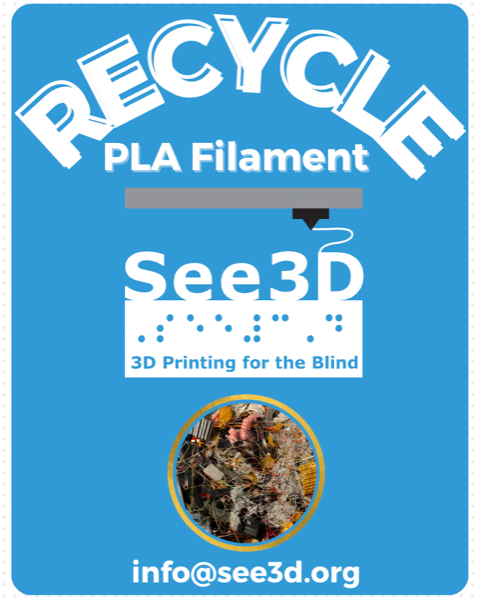 RECYCLE
PLA Filament
See3D
⠠⠎⠑⠑⠼⠉⠠⠙
3D Printing for the Blind
info@see3d.org